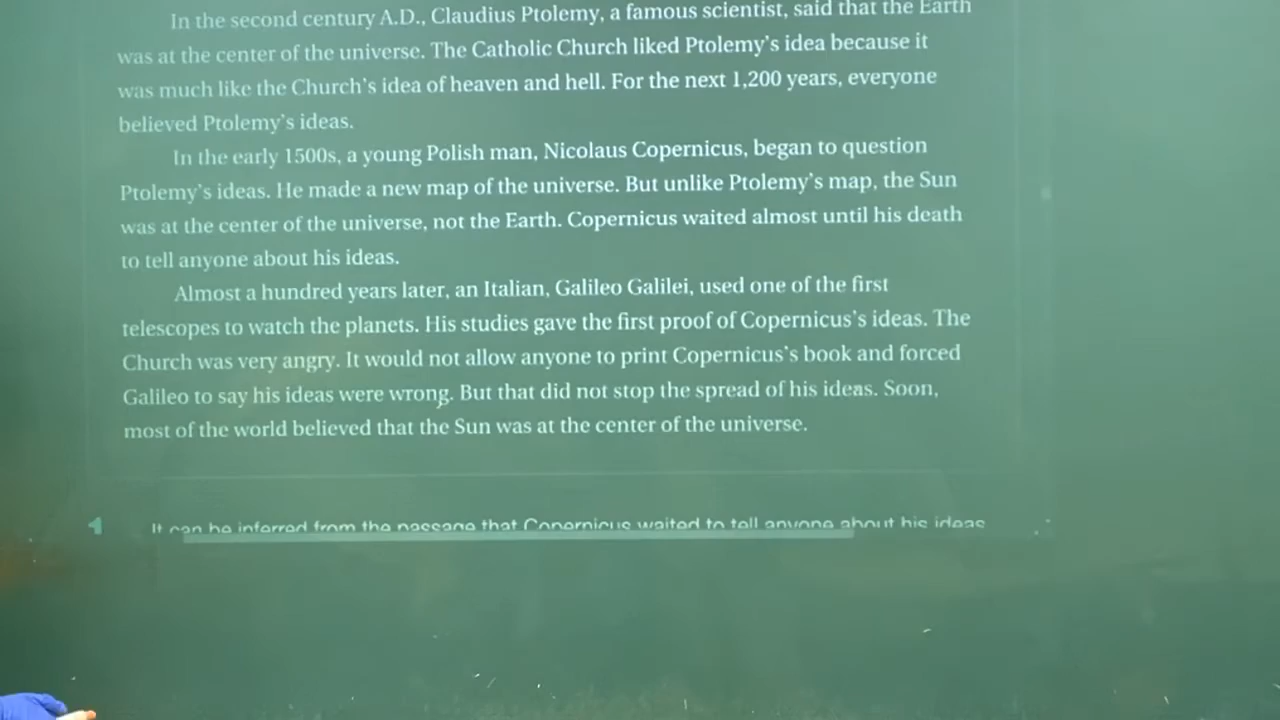 In the second century A.D., Claudius Ptolemy, a famous scientist, said that the Earth
was at the center of the universe. The Catholic Church liked Ptolemy's idea because it
was much like the Church's idea of heaven and hell. For the next 1,200 years, everyone
believed Ptolemy's ideas.
In the early 1500s, a young Polish man, Nicolaus Copernicus, began to question
Ptolemy's ideas. He made a new map of the universe. But unlike Ptolemy's map, the Sun
was at the center of the universe, not the Earth. Copernicus waited almost until his death
to tell anyone about his ideas.
Almost a hundred years later, an Italian, Galileo Galilei, used one of the first
telescopes to watch the planets. His studies gave the first proof of Copernicus's ideas. The
Church was very angry. It would not allow anyone to print Copernicus's book and forced
Galileo to say his ideas were wrong. But that did not stop the spread of his ideas. Soon,
most of the world believed that the Sun was at the center of the universe.
It can be inferred from the passage that Copernicus waited to tell anyone about his ideas